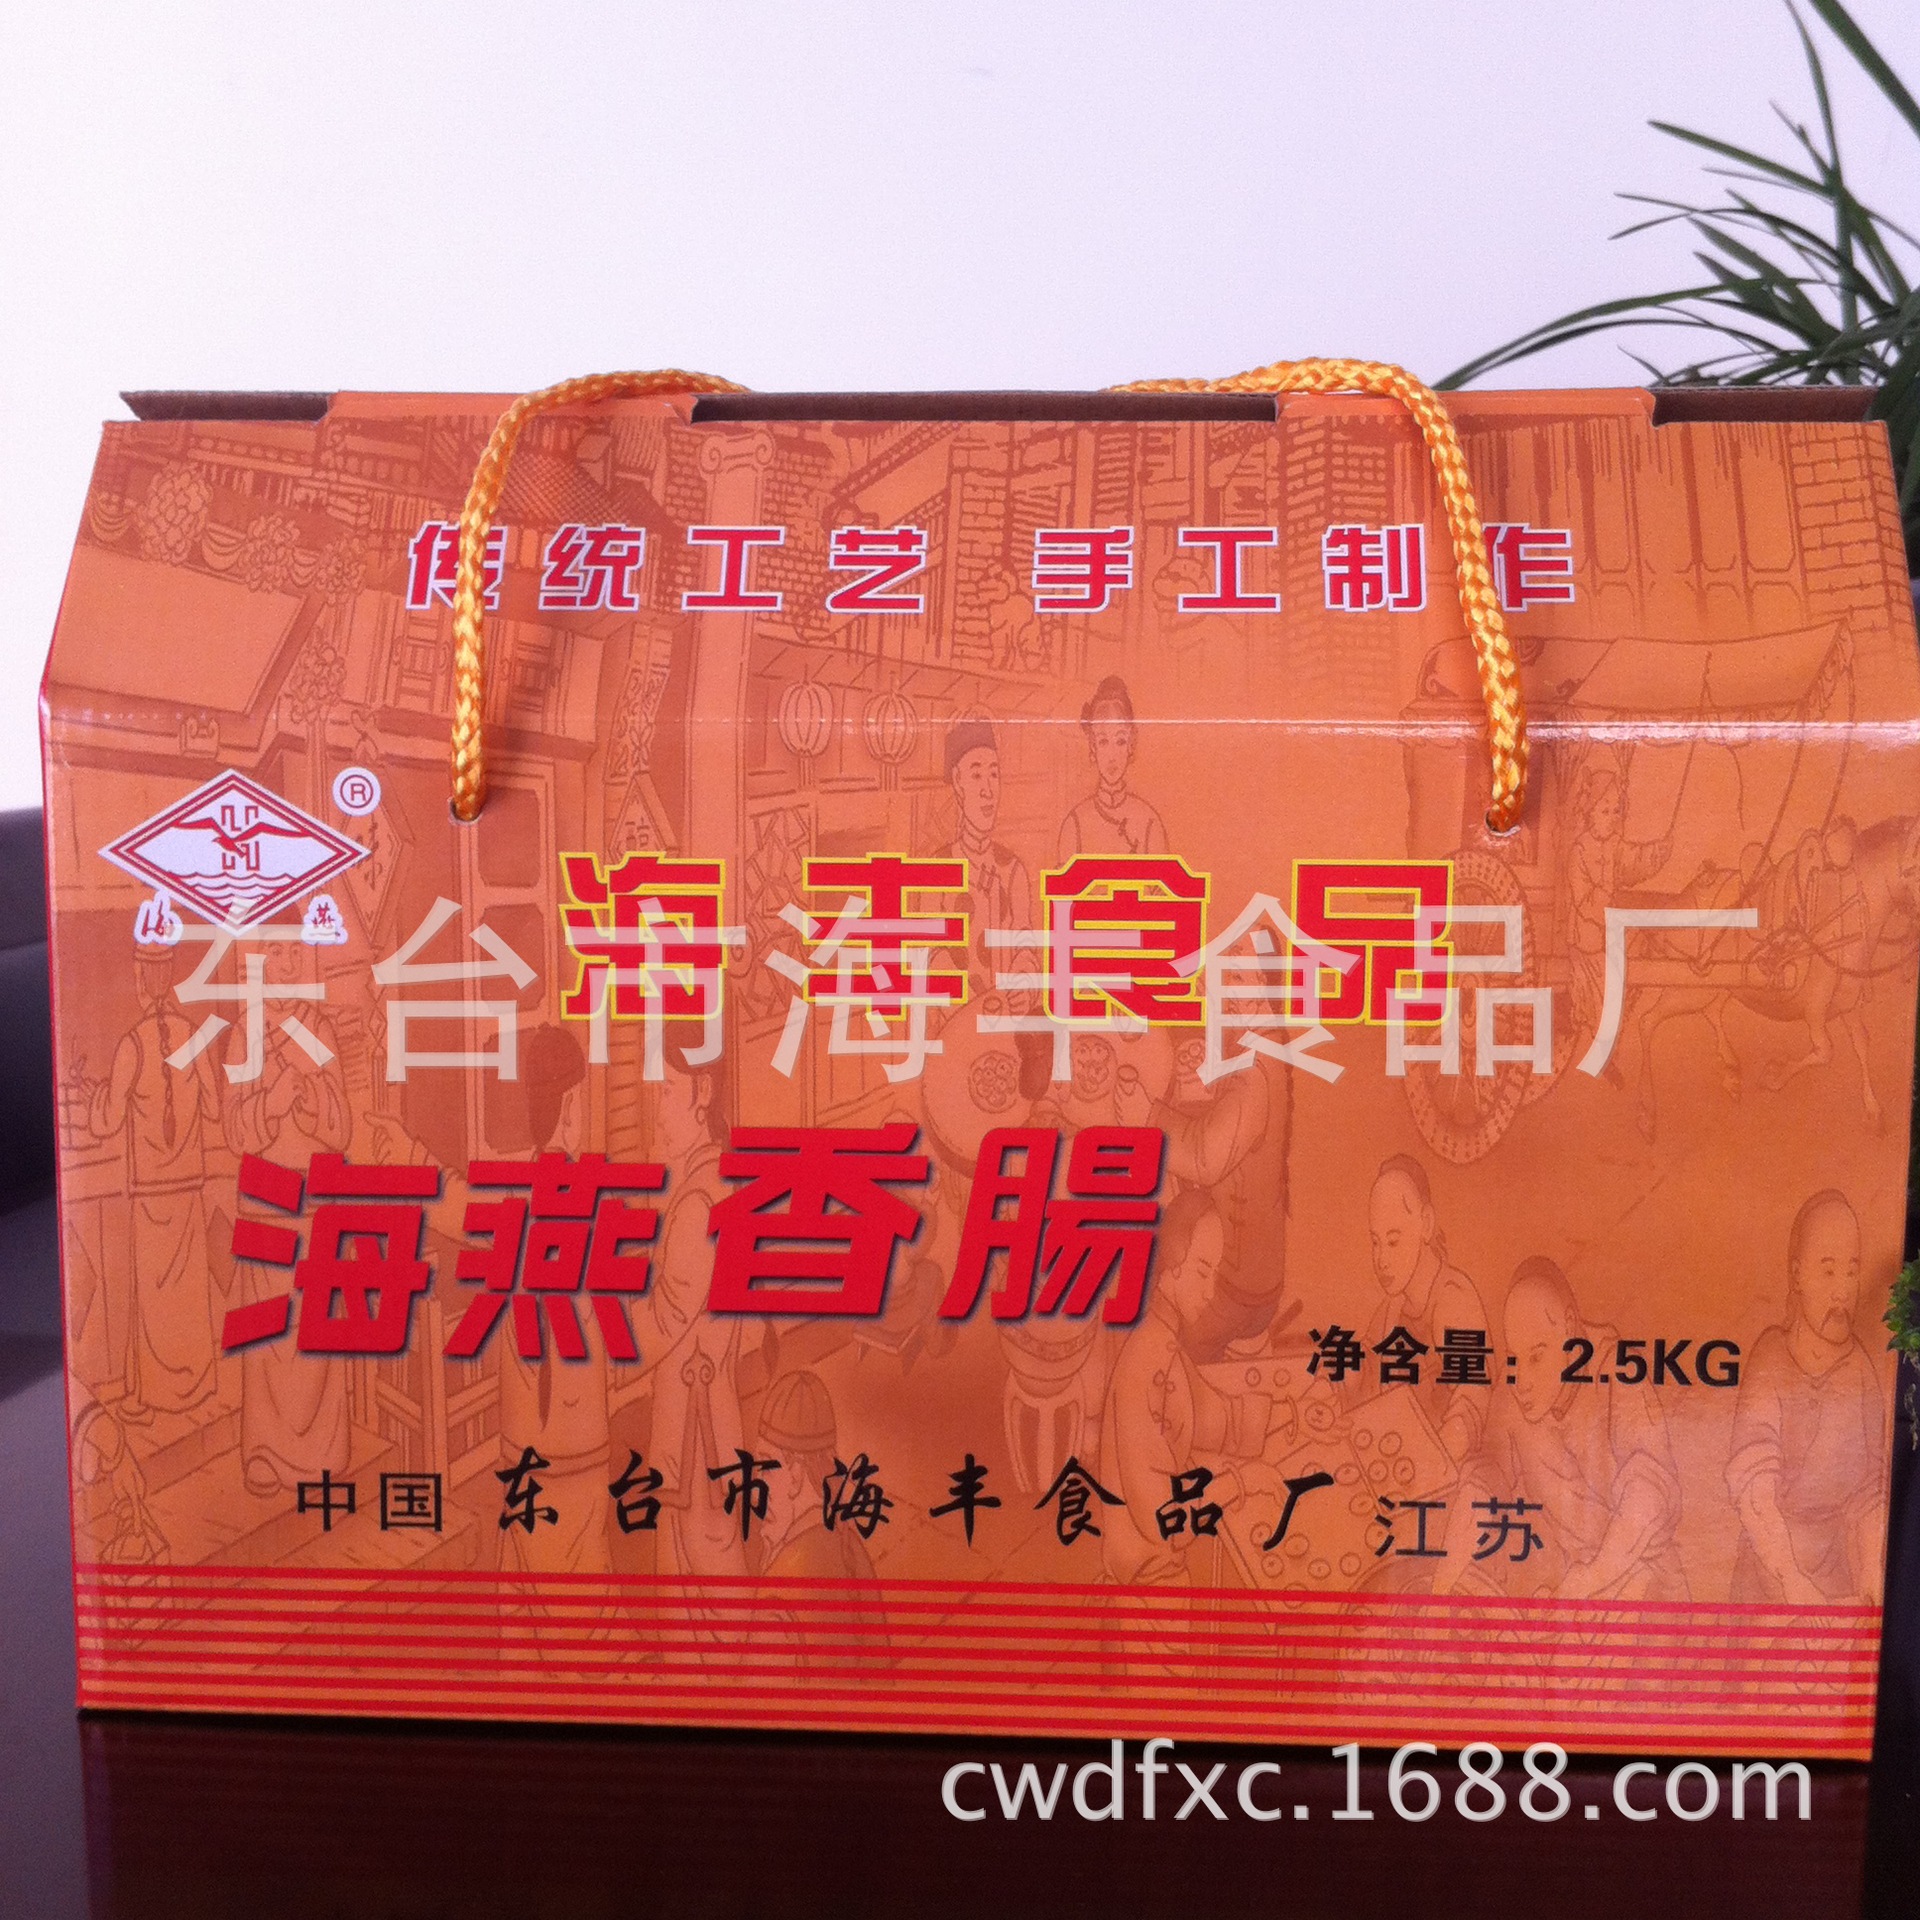 传统工艺 手工制作
®
海燕
海丰食品
东台市海丰食品厂
海燕香腸
净含量：2.5KG
中国 东台市海丰食品厂 江苏
cwdfxc.1688.com